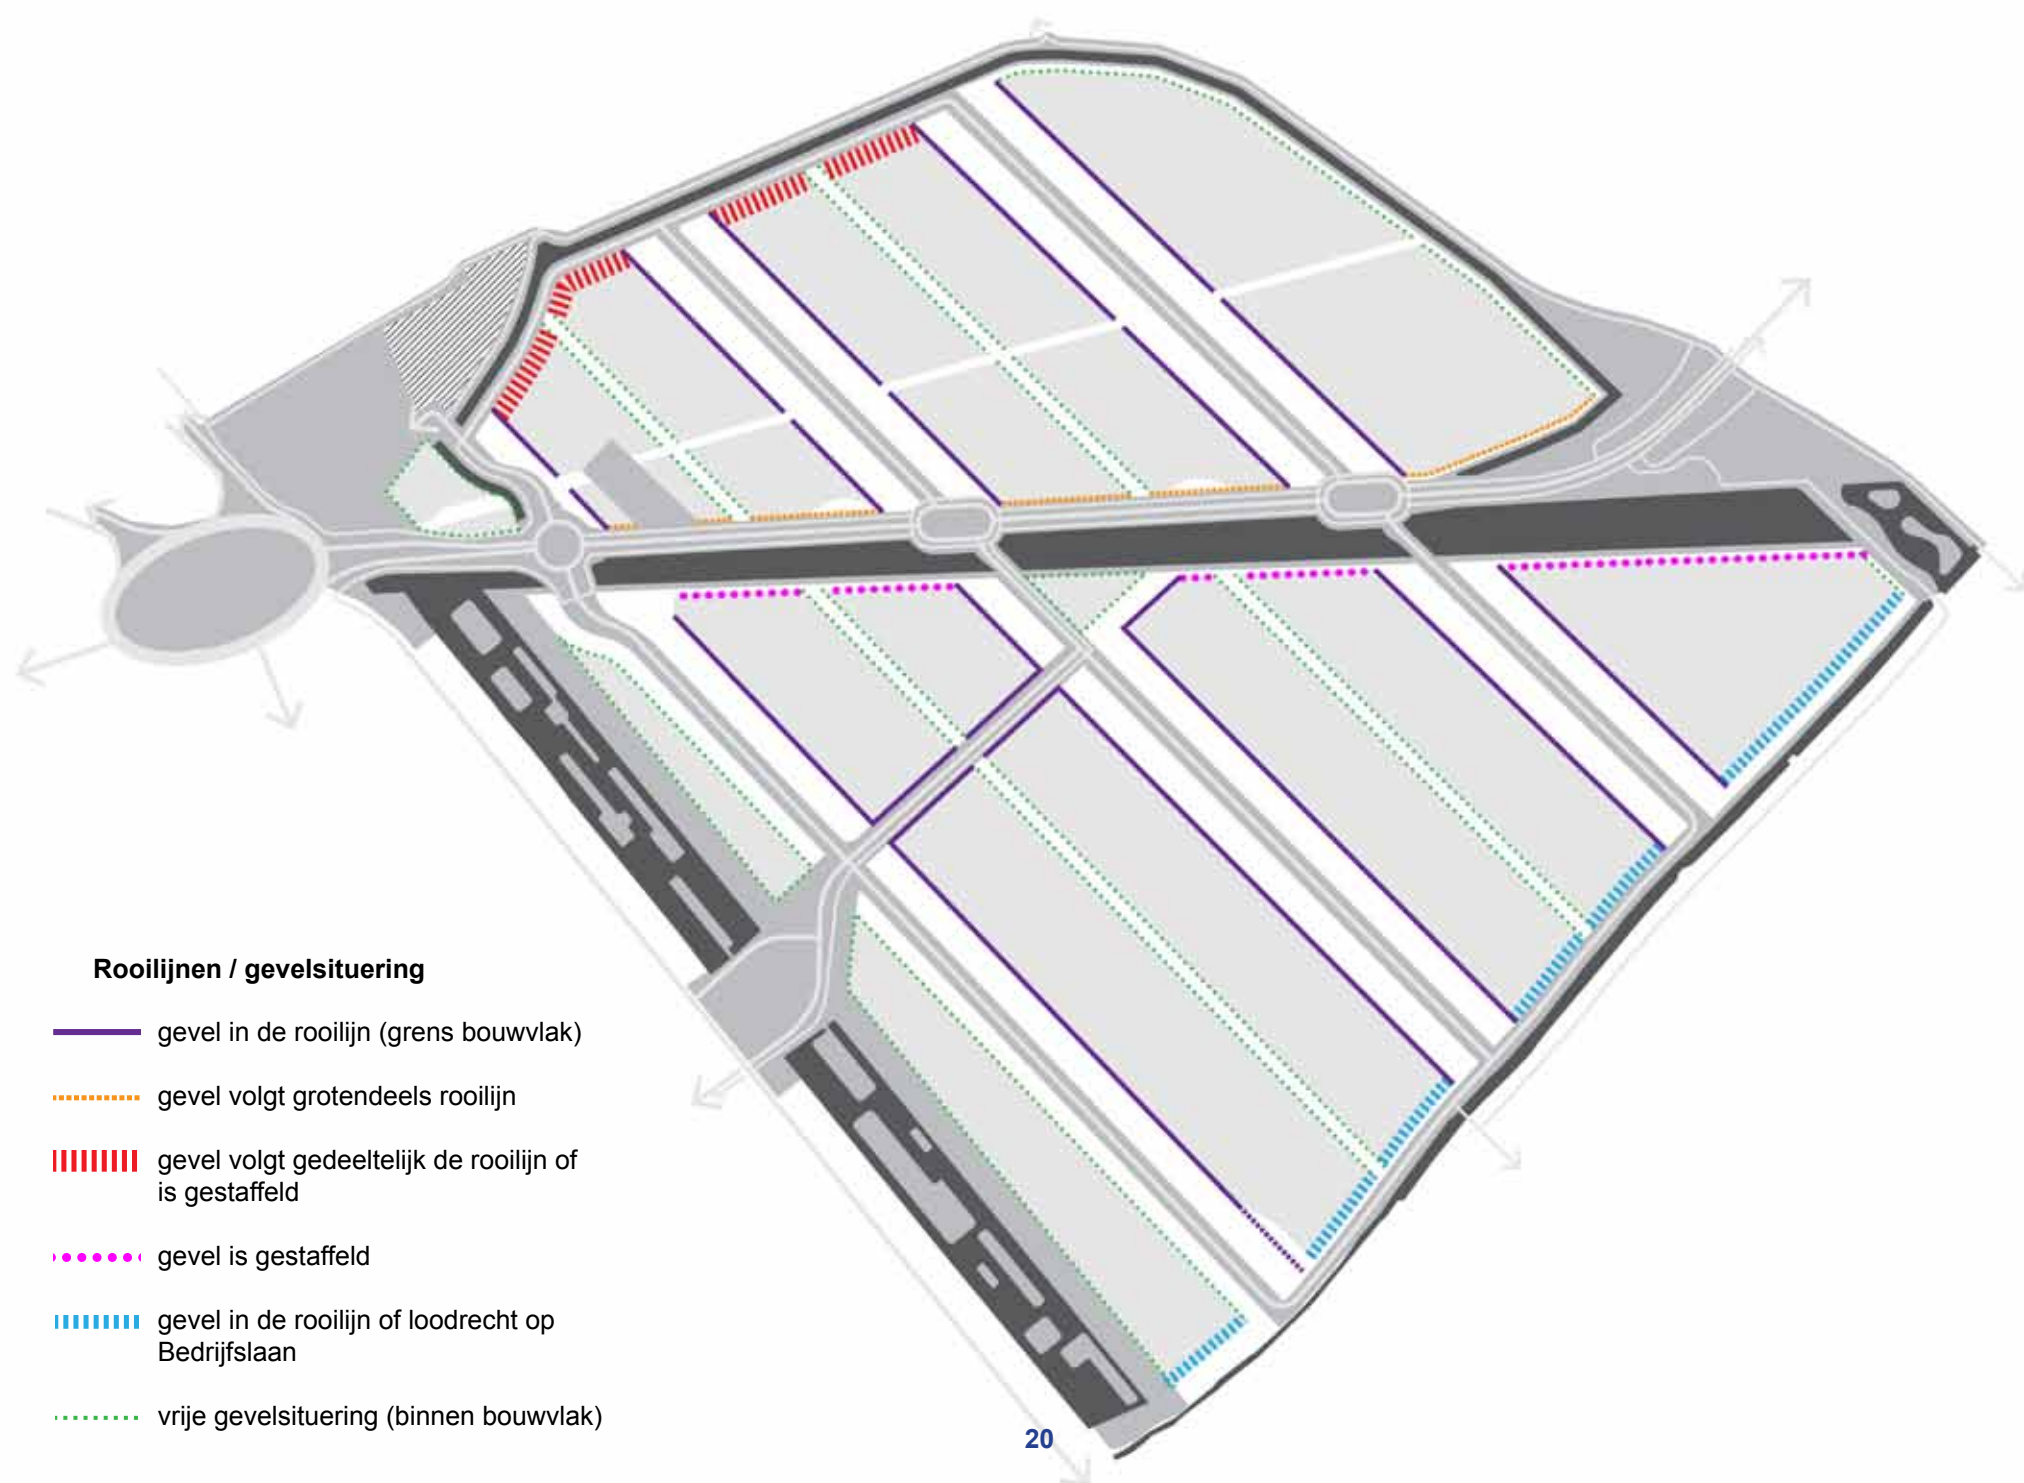 Rooilijnen / gevelsituering
gevel in de rooilijn (grens bouwvlak)
gevel volgt grotendeels rooilijn
gevel volgt gedeeltelijk de rooilijn of
is gestaffeld
gevel is gestaffeld
gevel in de rooilijn of loodrecht op
Bedrijfslaan
vrije gevelsituering (binnen bouwvlak)
20